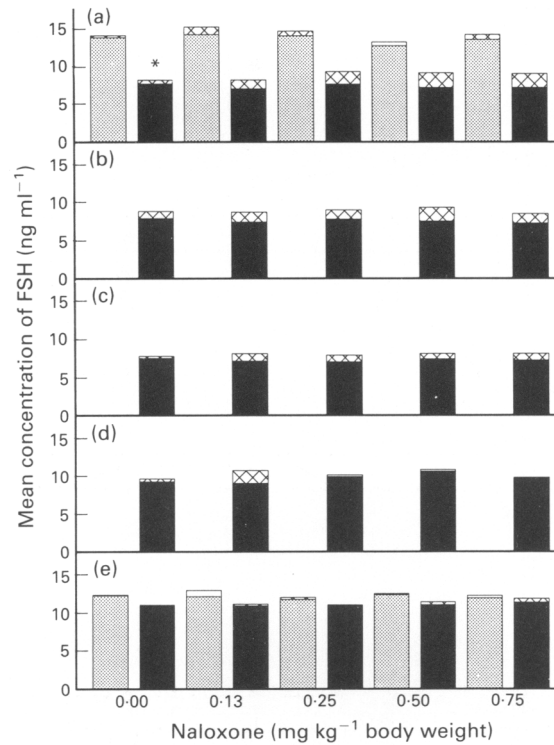 Mean concentration of FSH (ng ml⁻¹)
(a)
15
*
10
5
0
(b)
15
10
5
0
(c)
15
10
5
0
(d)
15
10
5
0
(e)
15
10
5
0
0·00 0·13 0·25 0·50 0·75
Naloxone (mg kg⁻¹ body weight)